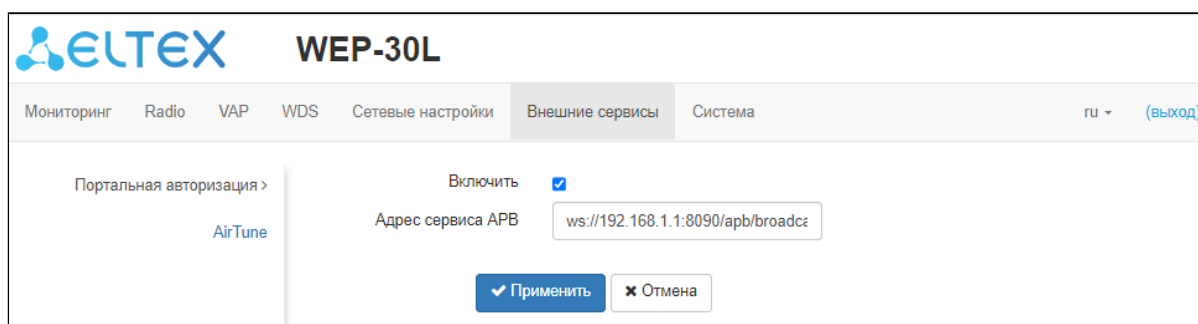 ELTEX WEP-30L
Мониторинг Radio VAP WDS Сетевые настройки Внешние сервисы Система ru (выход)
Портальная авторизация > Включить
Адрес сервиса APB ws://192.168.1.1:8090/apb/broadca
AirTune
Применить Отмена